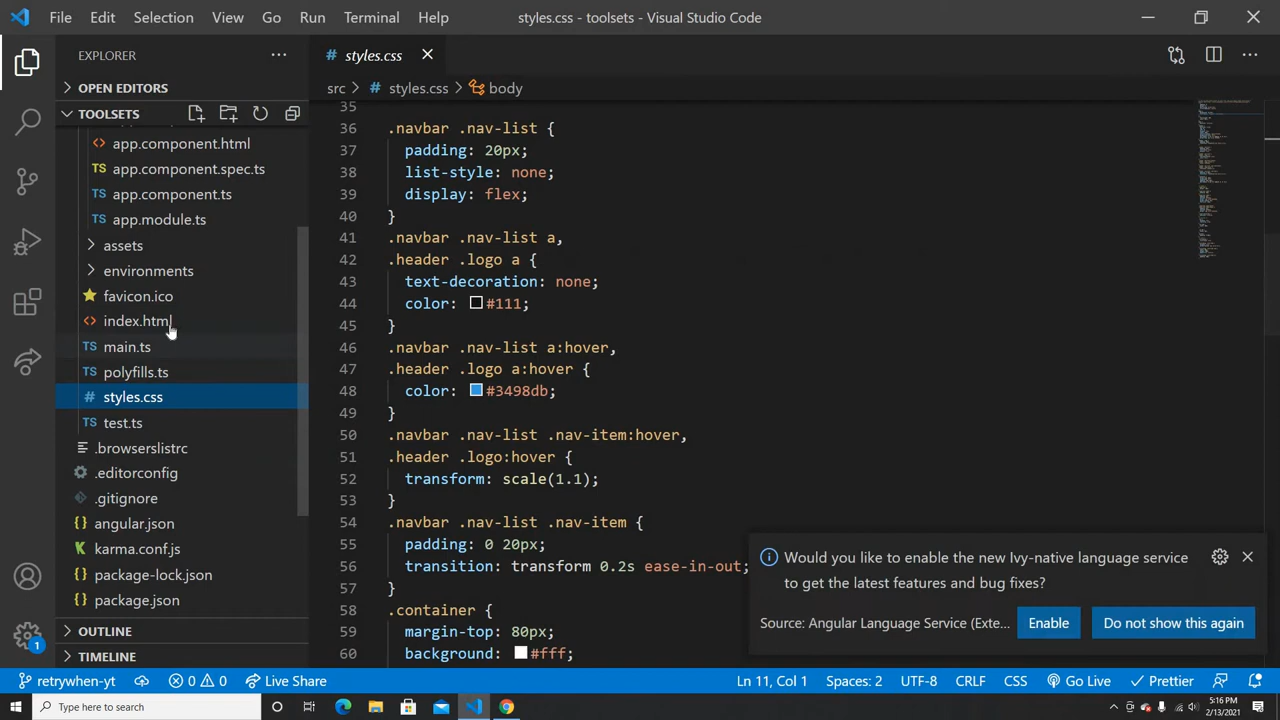 File Edit Selection View Go Run Terminal Help styles.css - toolsets - Visual Studio Code
EXPLORER
OPEN EDITORS
TOOLSETS
app.component.html
app.component.spec.ts
TS app.component.ts
TS app.module.ts
assets
environments
favicon.ico
index.html
TS main.ts
TS polyfills.ts
# styles.css
TS test.ts
.browserslistrc
.editorconfig
.gitignore
{} angular.json
karma.conf.js
{} package-lock.json
{} package.json
OUTLINE
TIMELINE
# styles.css
src > # styles.css > body
35
36 .navbar .nav-list {
37 padding: 20px;
38 list-style: none;
39 display: flex;
40 }
41 .navbar .nav-list a,
42 .header .logo a {
43 text-decoration: none;
44 color: #111;
45 }
46 .navbar .nav-list a:hover,
47 .header .logo a:hover {
48 color: #3498db;
49 }
50 .navbar .nav-list .nav-item:hover,
51 .header .logo:hover {
52 transform: scale(1.1);
53 }
54 .navbar .nav-list .nav-item {
55 padding: 0 20px;
56 transition: transform 0.2s ease-in-out;
57 }
58 .container {
59 margin-top: 80px;
60 background: #fff;
Would you like to enable the new Ivy-native language service
to get the latest features and bug fixes?
Source: Angular Language Service (Exte... Enable Do not show this again
1
retrywhen-yt 0 0 Live Share Ln 11, Col 1 Spaces: 2 UTF-8 CRLF CSS Go Live Prettier
Type here to search
5:16 PM
2/13/2021